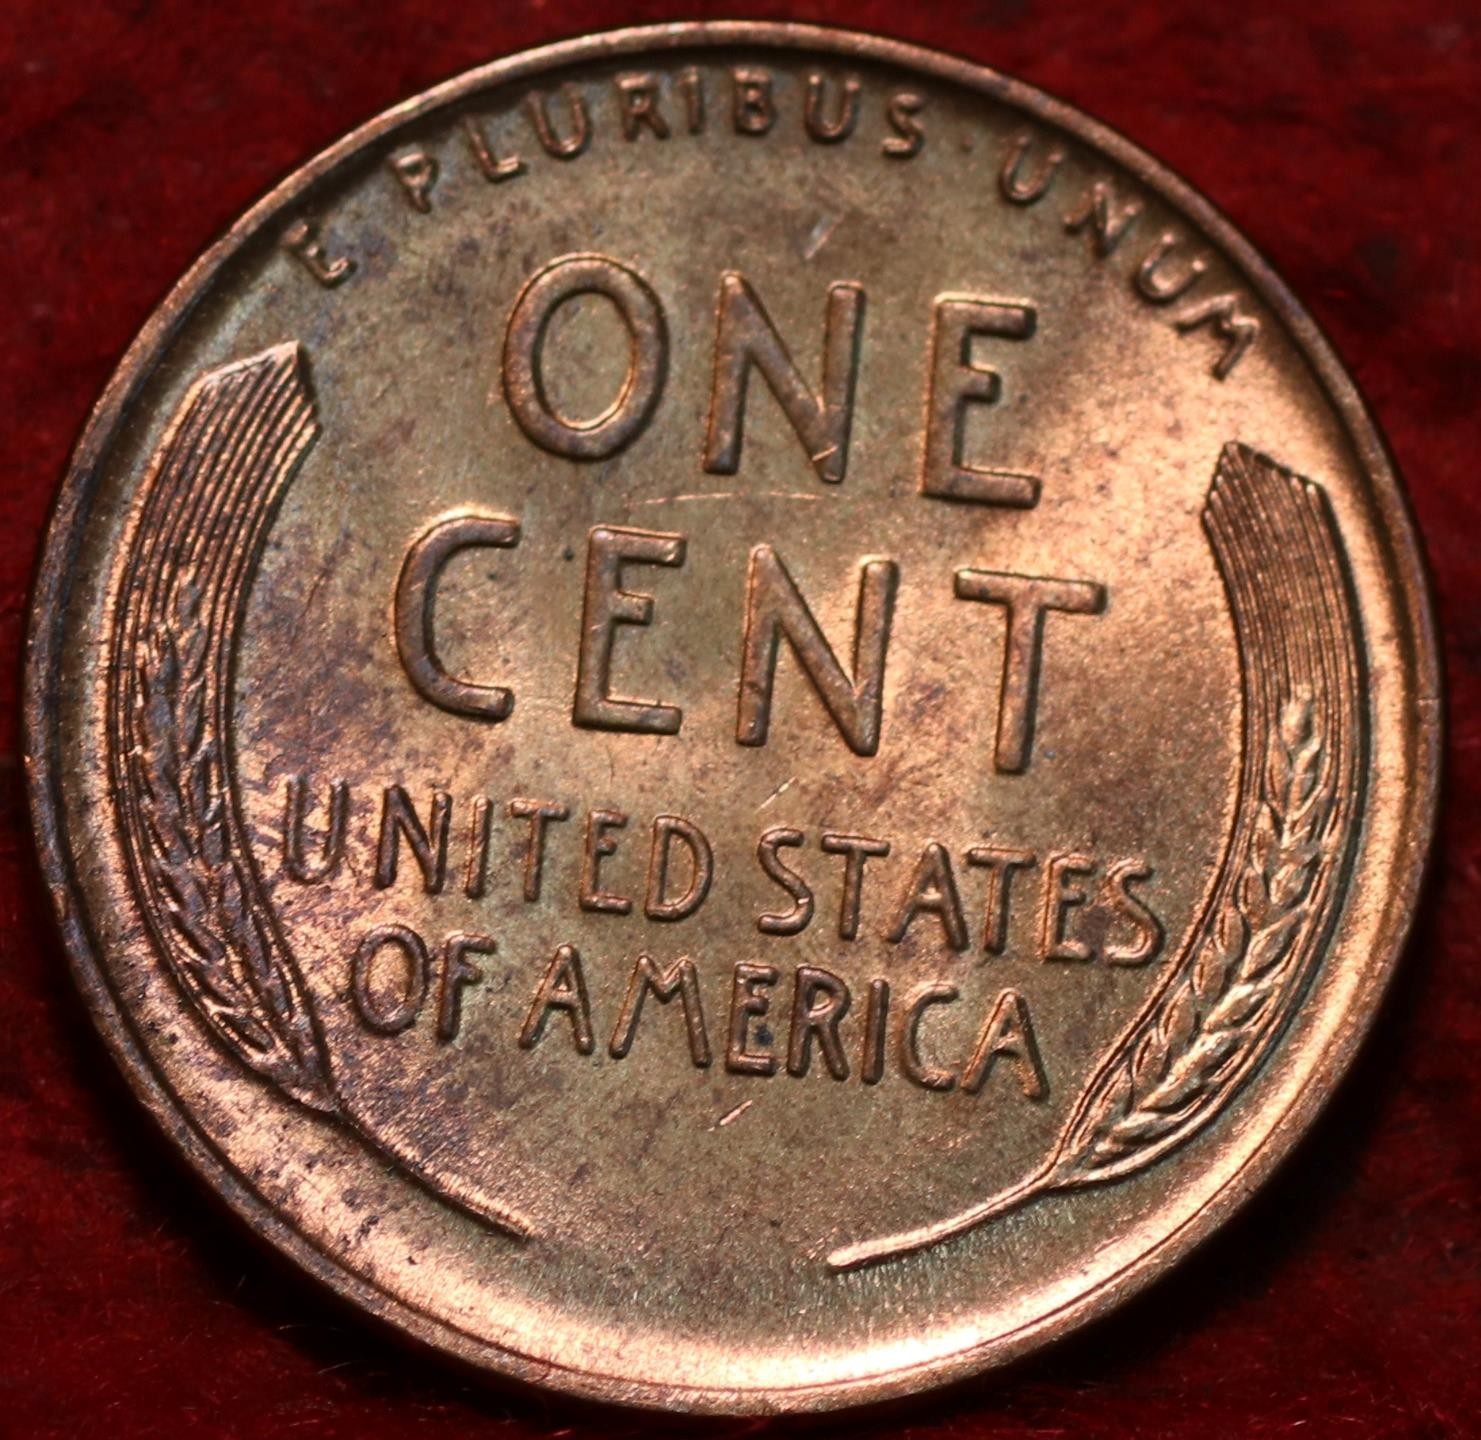 E PLURIBUS · UNUM
ONE
CENT
UNITED STATES
OF AMERICA